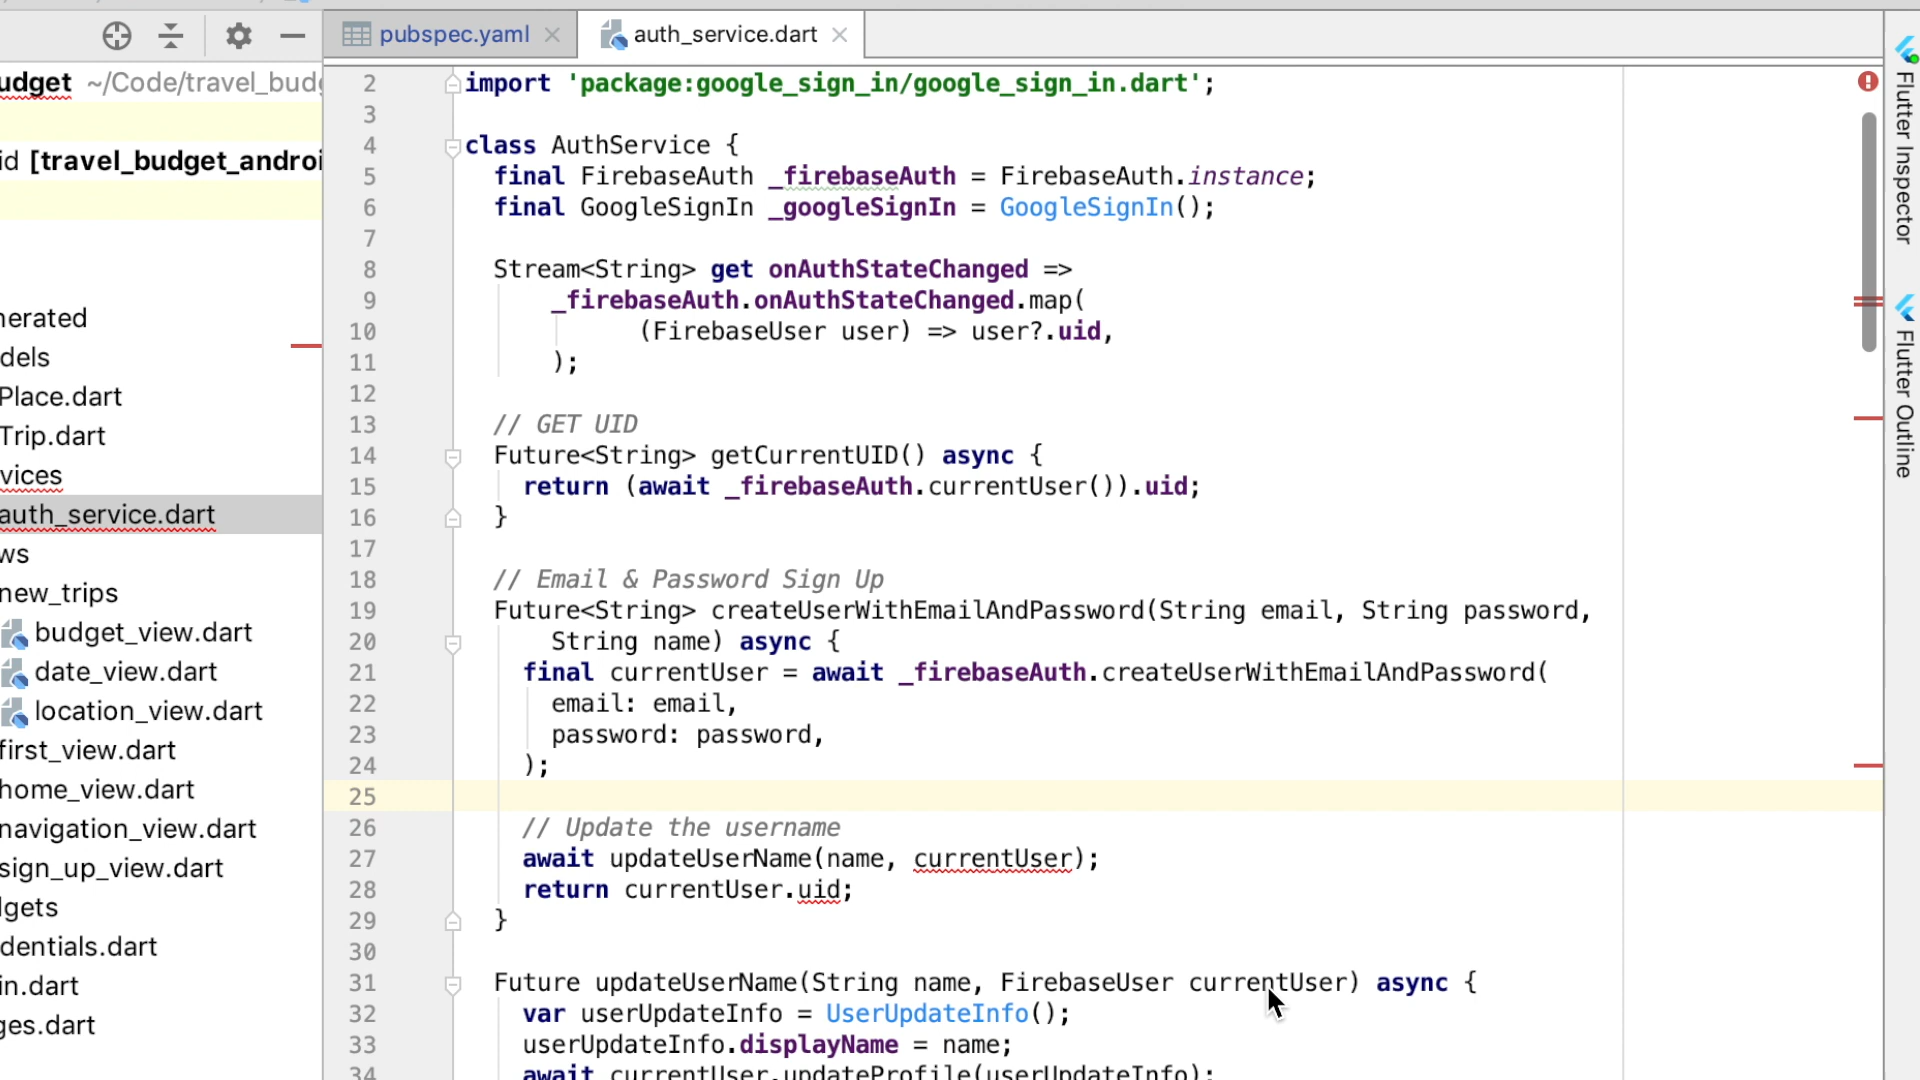 pubspec.yaml
auth_service.dart
udget ~/Code/travel_budg
id [travel_budget_androi
nerated
dels
Place.dart
Trip.dart
vices
auth_service.dart
ws
new_trips
budget_view.dart
date_view.dart
location_view.dart
first_view.dart
home_view.dart
navigation_view.dart
sign_up_view.dart
lgets
dentials.dart
in.dart
ges.dart
2 import 'package:google_sign_in/google_sign_in.dart';
3
4 class AuthService {
5 final FirebaseAuth _firebaseAuth = FirebaseAuth.instance;
6 final GoogleSignIn _googleSignIn = GoogleSignIn();
7
8 Stream<String> get onAuthStateChanged =>
9 _firebaseAuth.onAuthStateChanged.map(
10 (FirebaseUser user) => user?.uid,
11 );
12
13 // GET UID
14 Future<String> getCurrentUID() async {
15 return (await _firebaseAuth.currentUser()).uid;
16 }
17
18 // Email & Password Sign Up
19 Future<String> createUserWithEmailAndPassword(String email, String password,
20 String name) async {
21 final currentUser = await _firebaseAuth.createUserWithEmailAndPassword(
22 email: email,
23 password: password,
24 );
25
26 // Update the username
27 await updateUserName(name, currentUser);
28 return currentUser.uid;
29 }
30
31 Future updateUserName(String name, FirebaseUser currentUser) async {
32 var userUpdateInfo = UserUpdateInfo();
33 userUpdateInfo.displayName = name;
34 await currentUser.updateProfile(userUpdateInfo);
Flutter Inspector
Flutter Outline